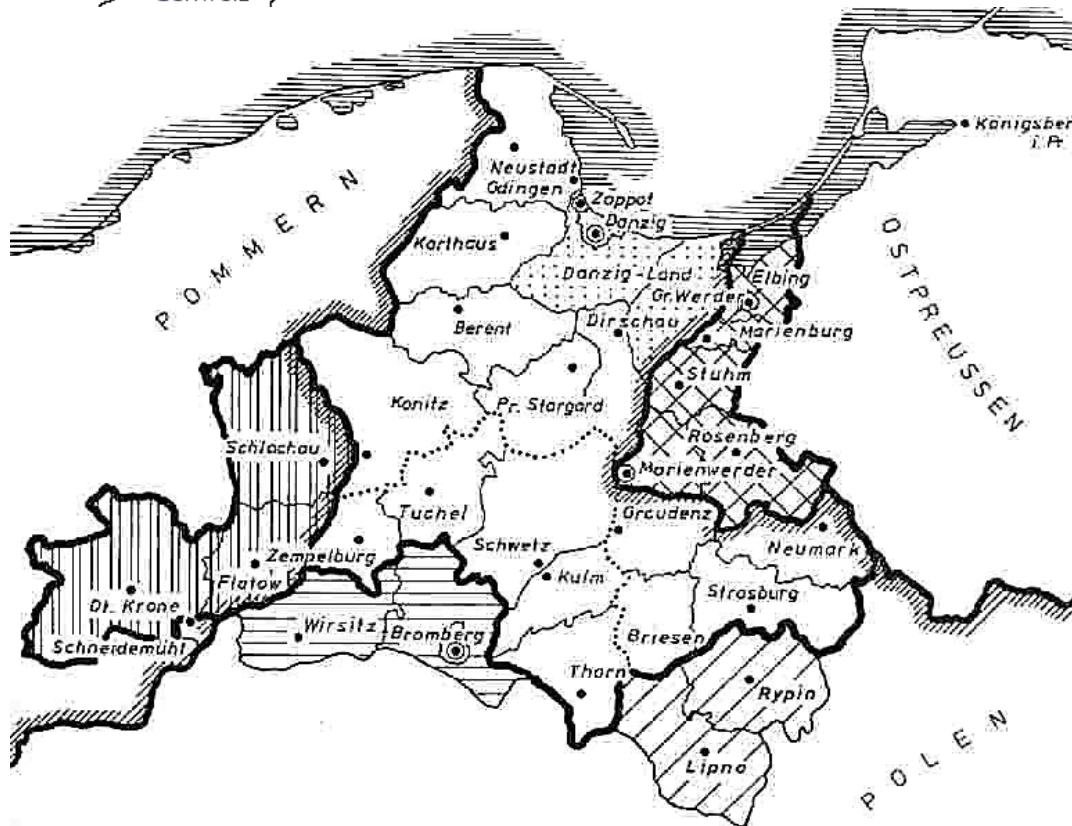 Königsber
i. Pr
Neustadt
Gdingen
Zoppot
Danzig
POMMERN
Karthaus
OSTPREUSSEN
Danzig-Land
Elbing
Gr. Werder
Berent
Dirschau
Marienburg
Stuhm
Konitz
Pr. Stargard
Schlochau
Rosenberg
Marienwerder
Tuchel
Graudenz
Zempelburg
Schwetz
Neumark
Flatow
Kulm
Dt. Krone
Strasburg
Schneidemühl
Wirsitz
Bromberg
Briesen
Thorn
Rypin
Lipno
POLEN